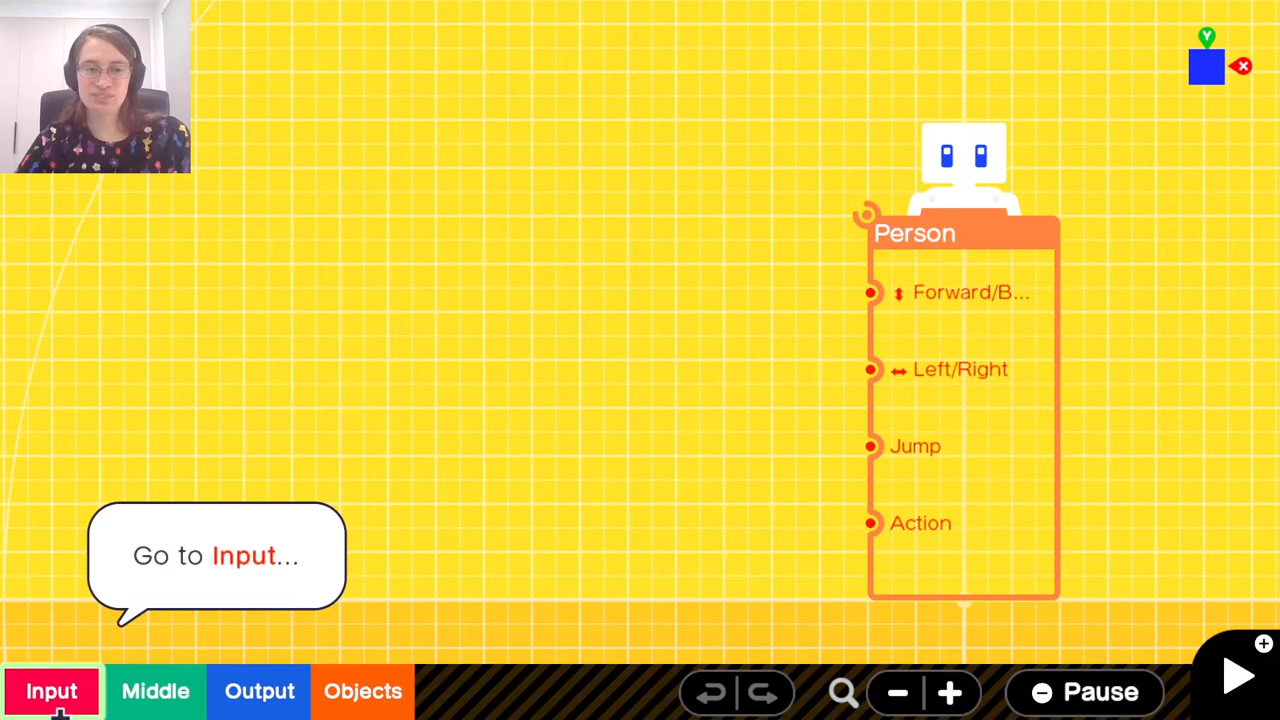 Y
X
Person
Forward/B...
Left/Right
Jump
Action
Go to Input...
Input
Middle
Output
Objects
Pause